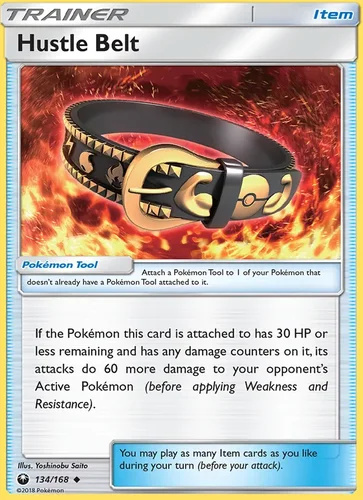 TRAINER Item
Hustle Belt
Pokémon Tool
Attach a Pokémon Tool to 1 of your Pokémon that
doesn't already have a Pokémon Tool attached to it.
If the Pokémon this card is attached to has 30 HP or
less remaining and has any damage counters on it, its
attacks do 60 more damage to your opponent's
Active Pokémon (before applying Weakness and
Resistance).
Illus. Yoshinobu Saito
134/168
©2018 Pokémon
You may play as many Item cards as you like
during your turn (before your attack).